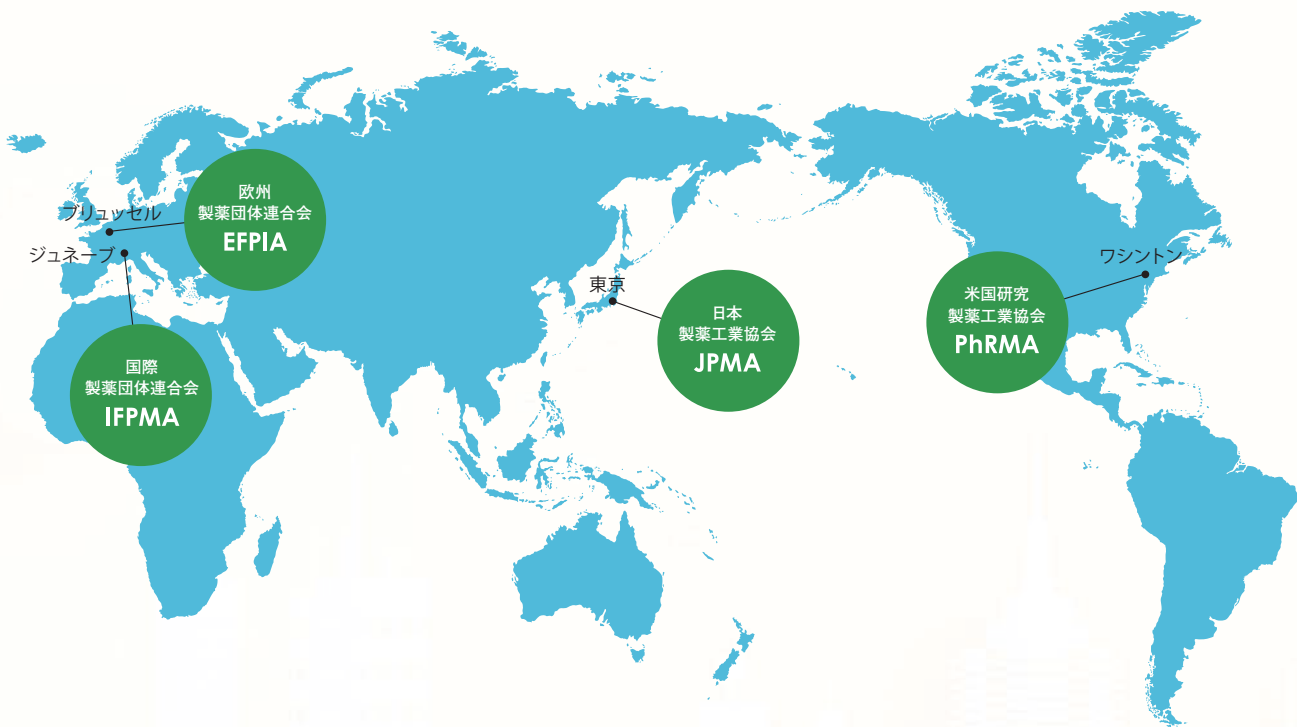 ブリュッセル
欧州
製薬団体連合会
EFPIA
ジュネーブ
国際
製薬団体連合会
IFPMA
東京
日本
製薬工業協会
JPMA
ワシントン
米国研究
製薬工業協会
PhRMA